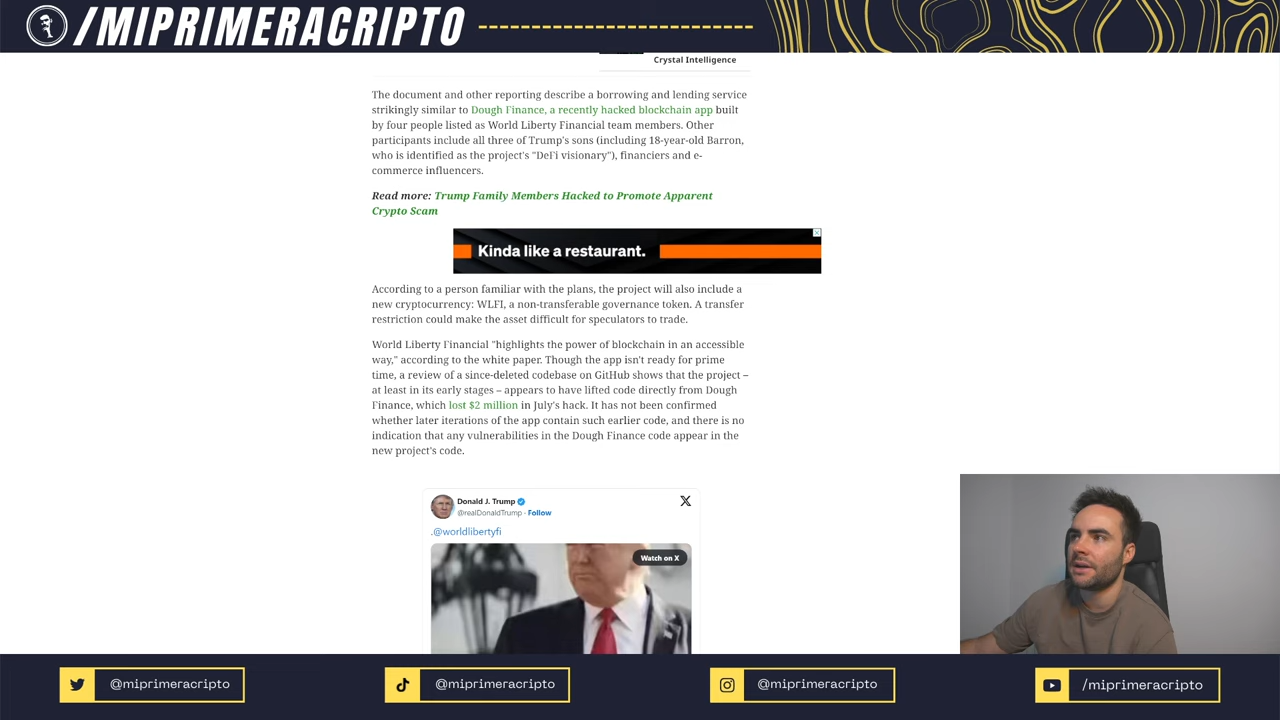 /MIPRIMERACRIPTO
Crystal Intelligence
The document and other reporting describe a borrowing and lending service
strikingly similar to Dough Finance, a recently hacked blockchain app built
by four people listed as World Liberty Financial team members. Other
participants include all three of Trump's sons (including 18-year-old Barron,
who is identified as the project's "DeFi visionary"), financiers and e-
commerce influencers.
Read more: Trump Family Members Hacked to Promote Apparent
Crypto Scam
Kinda like a restaurant.
According to a person familiar with the plans, the project will also include a
new cryptocurrency: WLFI, a non-transferable governance token. A transfer
restriction could make the asset difficult for speculators to trade.
World Liberty Financial "highlights the power of blockchain in an accessible
way," according to the white paper. Though the app isn't ready for prime
time, a review of a since-deleted codebase on GitHub shows that the project –
at least in its early stages – appears to have lifted code directly from Dough
Finance, which lost $2 million in July's hack. It has not been confirmed
whether later iterations of the app contain such earlier code, and there is no
indication that any vulnerabilities in the Dough Finance code appear in the
new project's code.
Donald J. Trump
@realDonaldTrump · Follow
.@worldlibertyfi
Watch on X
@miprimeracripto
@miprimeracripto
@miprimeracripto
/miprimeracripto